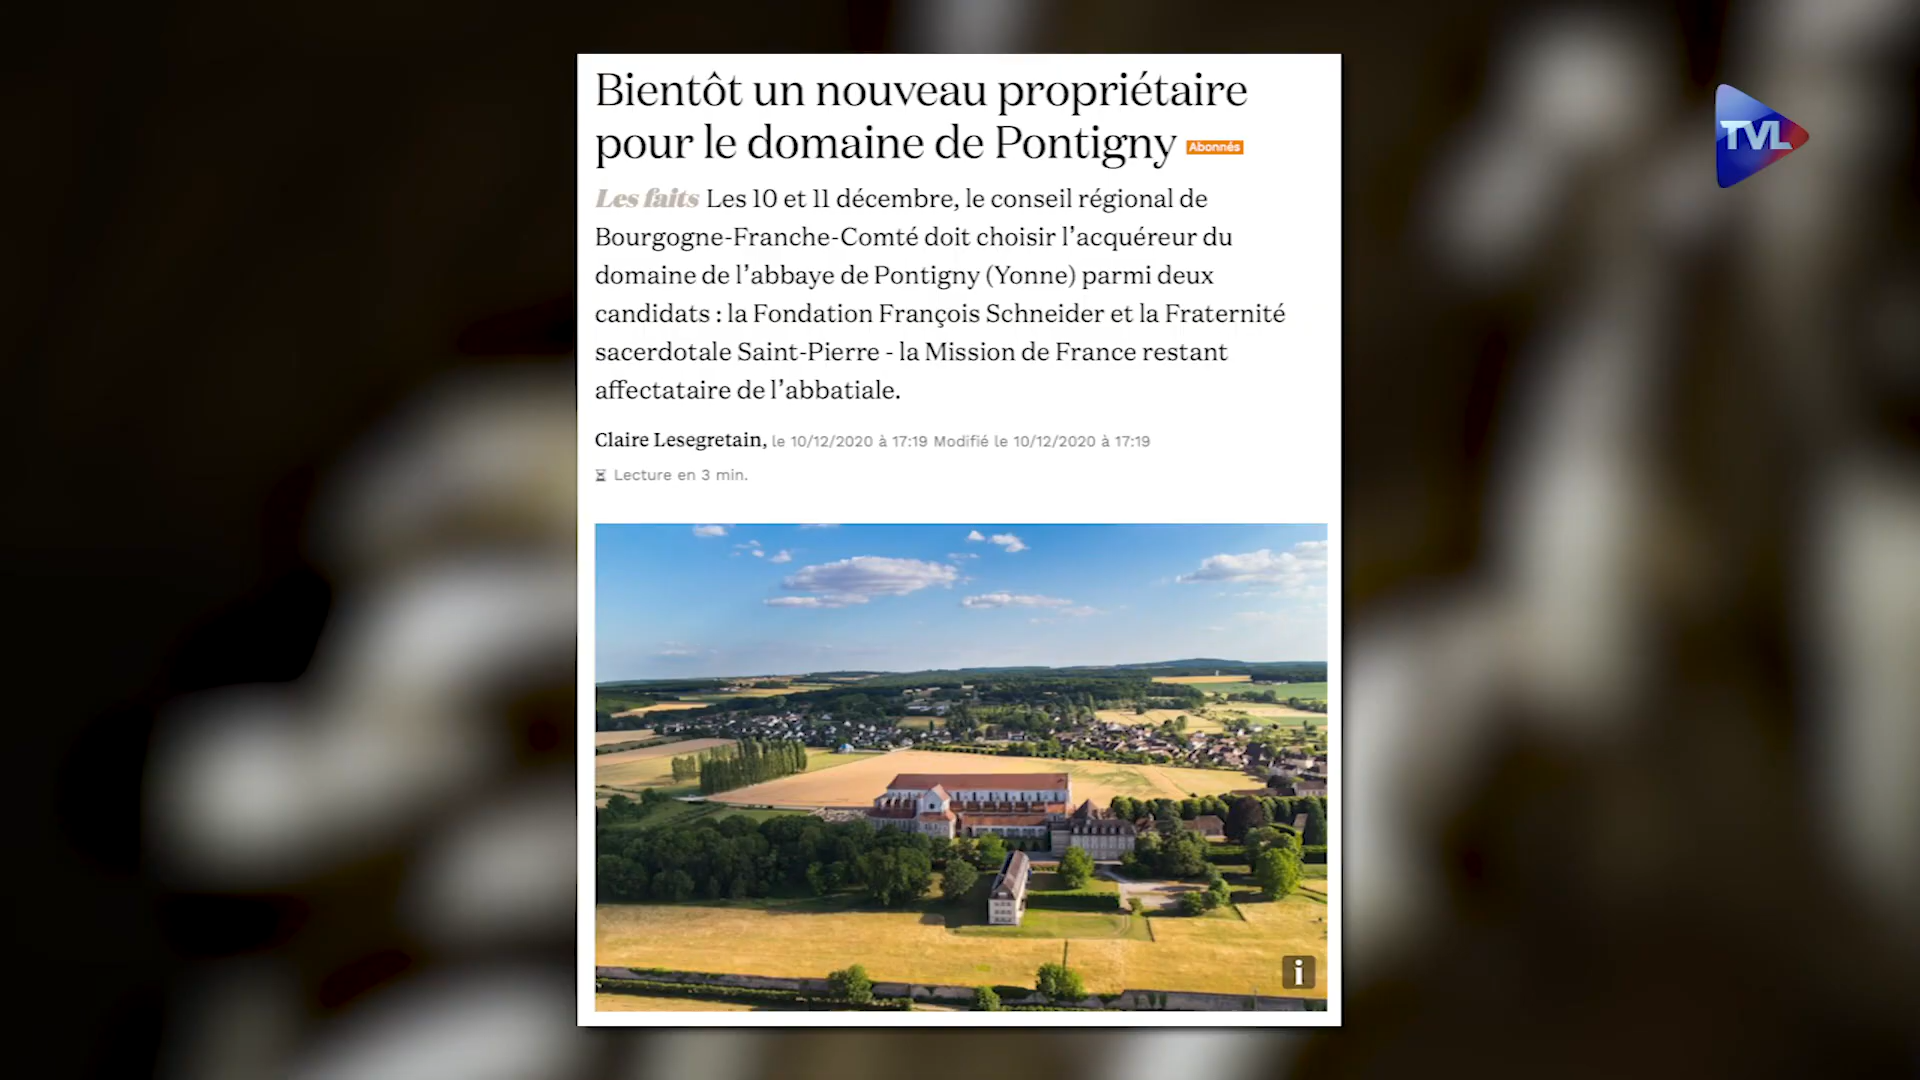 Bientôt un nouveau propriétaire
pour le domaine de Pontigny Abonnés
Les faits Les 10 et 11 décembre, le conseil régional de
Bourgogne-Franche-Comté doit choisir l’acquéreur du
domaine de l’abbaye de Pontigny (Yonne) parmi deux
candidats : la Fondation François Schneider et la Fraternité
sacerdotale Saint-Pierre - la Mission de France restant
affectataire de l’abbatiale.
Claire Lesegretain, le 10/12/2020 à 17:19 Modifié le 10/12/2020 à 17:19
Lecture en 3 min.
i
TVL